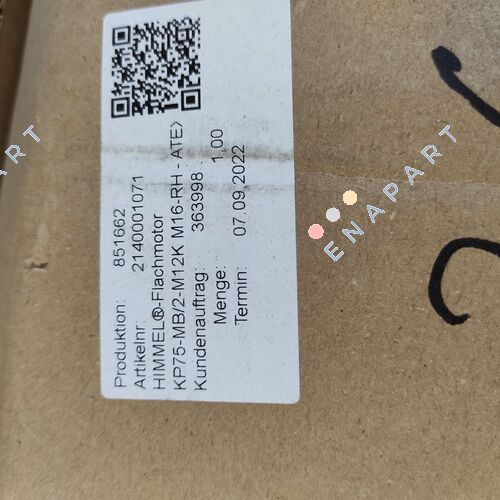 Produktion: 851662
Artikelnr: 21400001071
HIMMEL®-Flachmotor
KP75-MB/2-M12K M16-RH - ATEX
Kundenauftrag: 363998
Menge: 1,00
Termin: 07.09.2022
ENAPART
ENAPART